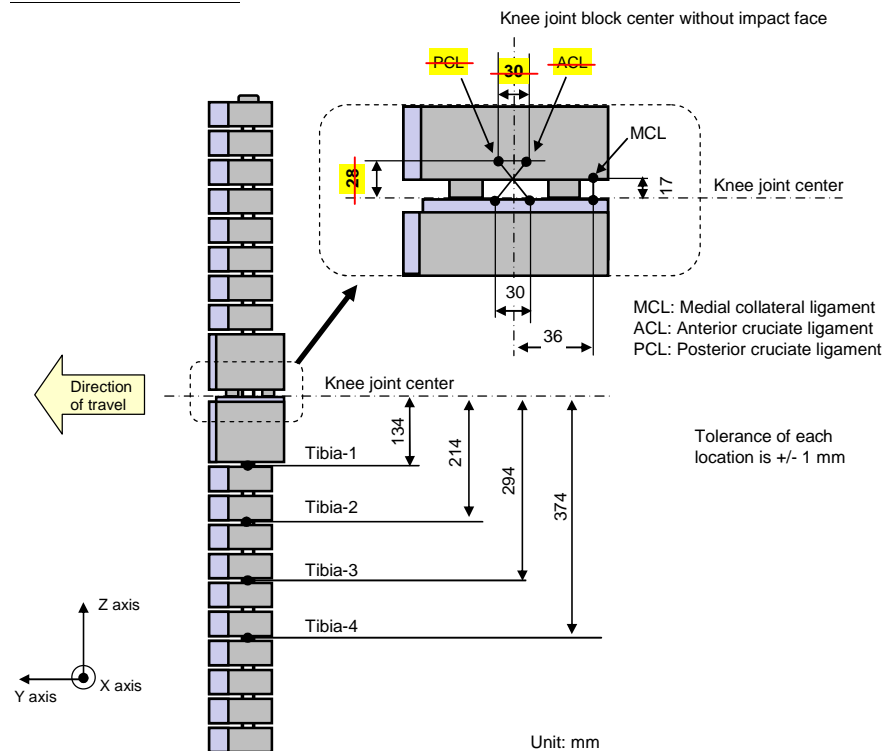 Knee joint block center without impact face
PCL
30
ACL
MCL
28
17
Knee joint center
30
36
MCL: Medial collateral ligament
ACL: Anterior cruciate ligament
PCL: Posterior cruciate ligament
Direction
of travel
Knee joint center
134
214
294
374
Tolerance of each
location is +/- 1 mm
Tibia-1
Tibia-2
Tibia-3
Tibia-4
Z axis
Y axis
X axis
Unit: mm